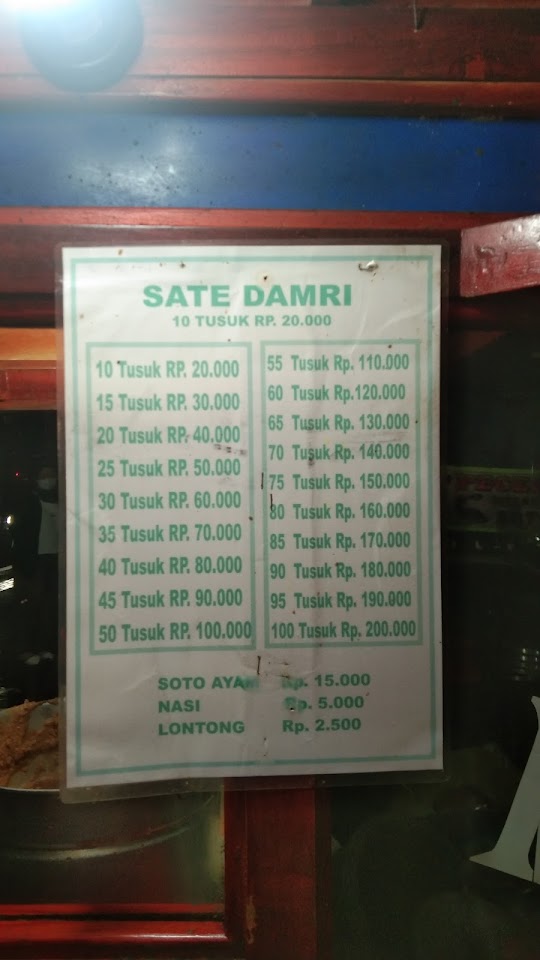 SATE DAMRI
10 TUSUK RP. 20.000
10 Tusuk RP. 20.000
15 Tusuk RP. 30.000
20 Tusuk RP. 40.000
25 Tusuk RP. 50.000
30 Tusuk RP. 60.000
35 Tusuk RP. 70.000
40 Tusuk RP. 80.000
45 Tusuk RP. 90.000
50 Tusuk RP. 100.000
55 Tusuk Rp. 110.000
60 Tusuk Rp.120.000
65 Tusuk Rp. 130.000
70 Tusuk Rp. 140.000
75 Tusuk Rp. 150.000
80 Tusuk Rp. 160.000
85 Tusuk Rp. 170.000
90 Tusuk Rp. 180.000
95 Tusuk Rp. 190.000
100 Tusuk Rp. 200.000
SOTO AYAM Rp. 15.000
NASI Rp. 5.000
LONTONG Rp. 2.500